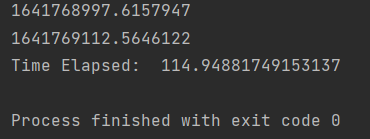 1641768997.6157947
1641769112.5646122
Time Elapsed:  114.94881749153137
Process finished with exit code 0